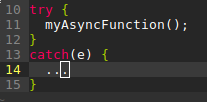 10 try {
11   myAsyncFunction();
12 }
13 catch(e) {
14   ...
15 }